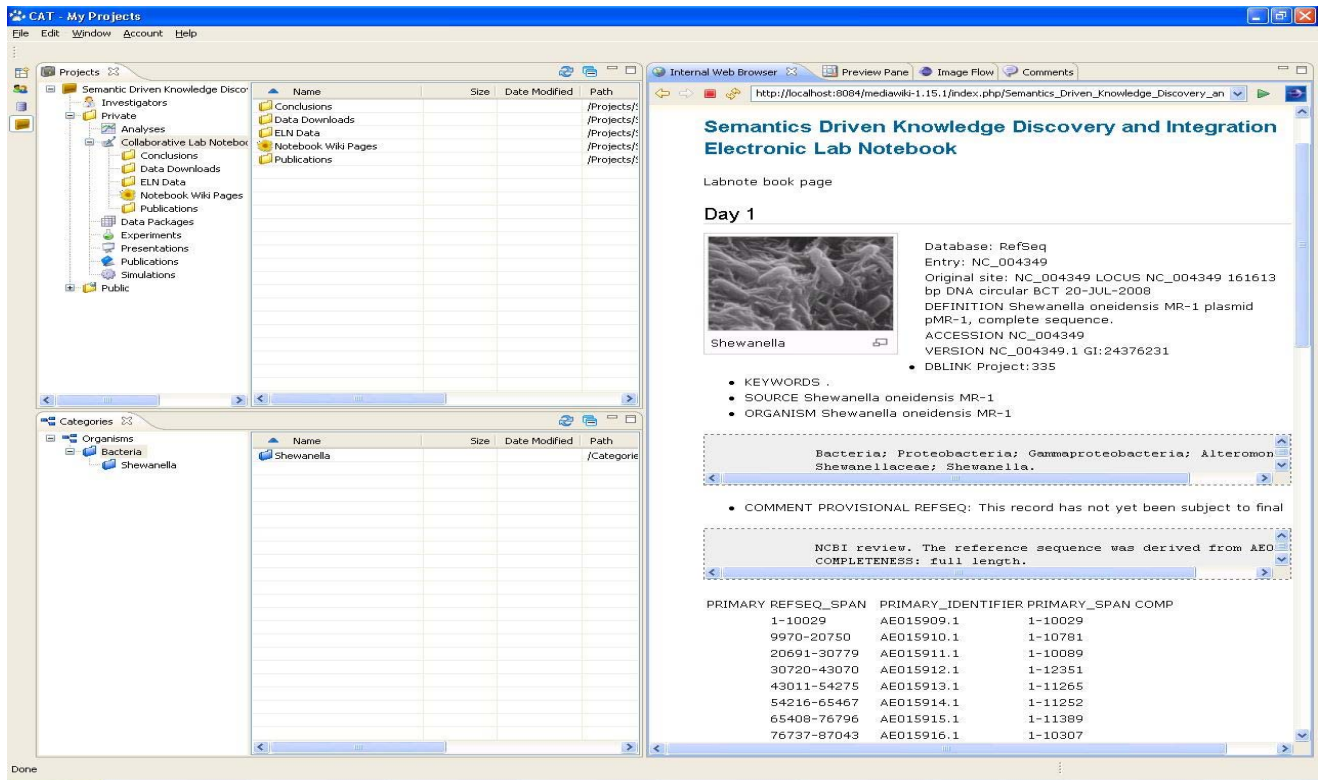 CAT - My Projects
File Edit Window Account Help
Projects
Semantic Driven Knowledge Discov
Investigators
Private
Analyses
Collaborative Lab Noteboo
Conclusions
Data Downloads
ELN Data
Notebook Wiki Pages
Publications
Data Packages
Experiments
Presentations
Publications
Simulations
Public
Name Size Date Modified Path
Conclusions /Projects/S
Data Downloads /Projects/S
ELN Data /Projects/S
Notebook Wiki Pages /Projects/S
Publications /Projects/S
Categories
Organisms
Bacteria
Shewanella
Name Size Date Modified Path
Shewanella /Categorie
Internal Web Browser Preview Pane Image Flow Comments
http://localhost:8084/mediawiki-1.15.1/index.php/Semantics_Driven_Knowledge_Discovery_an
Semantics Driven Knowledge Discovery and Integration
Electronic Lab Notebook
Labnote book page
Day 1
Shewanella
Database: RefSeq
Entry: NC_004349
Original site: NC_004349 LOCUS NC_004349 161613
bp DNA circular BCT 20-JUL-2008
DEFINITION Shewanella oneidensis MR-1 plasmid
pMR-1, complete sequence.
ACCESSION NC_004349
VERSION NC_004349.1 GI:24376231
• DBLINK Project:335
• KEYWORDS .
• SOURCE Shewanella oneidensis MR-1
• ORGANISM Shewanella oneidensis MR-1
Bacteria; Proteobacteria; Gammaproteobacteria; Alteromon
Shewanellaceae; Shewanella.
• COMMENT PROVISIONAL REFSEQ: This record has not yet been subject to final
NCBI review. The reference sequence was derived from AE0
COMPLETENESS: full length.
PRIMARY REFSEQ_SPAN PRIMARY_IDENTIFIER PRIMARY_SPAN COMP
1-10029 AE015909.1 1-10029
9970-20750 AE015910.1 1-10781
20691-30779 AE015911.1 1-10089
30720-43070 AE015912.1 1-12351
43011-54275 AE015913.1 1-11265
54216-65467 AE015914.1 1-11252
65408-76796 AE015915.1 1-11389
76737-87043 AE015916.1 1-10307
Done